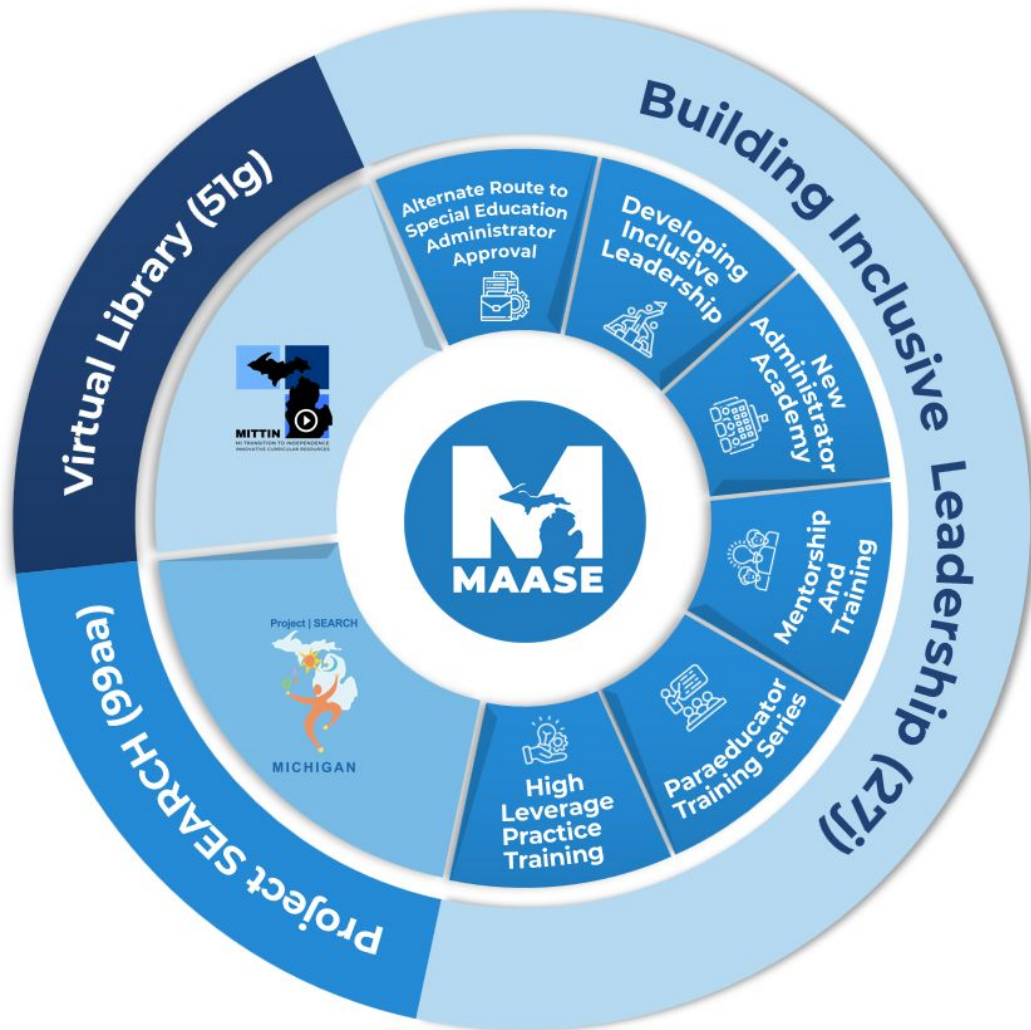 Building Inclusive Leadership (27j)
Alternate Route to
Special Education
Administrator
Approval
Developing
Inclusive
Leadership
New
Administrator
Academy
Mentorship
And
Training
Paraeducator
Training Series
High
Leverage
Practice
Training
Project SEARCH (99aa)
Project | SEARCH
MICHIGAN
Virtual Library (51g)
MITTIN
MI TRANSITION TO INDEPENDENCE
INNOVATIVE CURRICULAR RESOURCES
M
MAASE